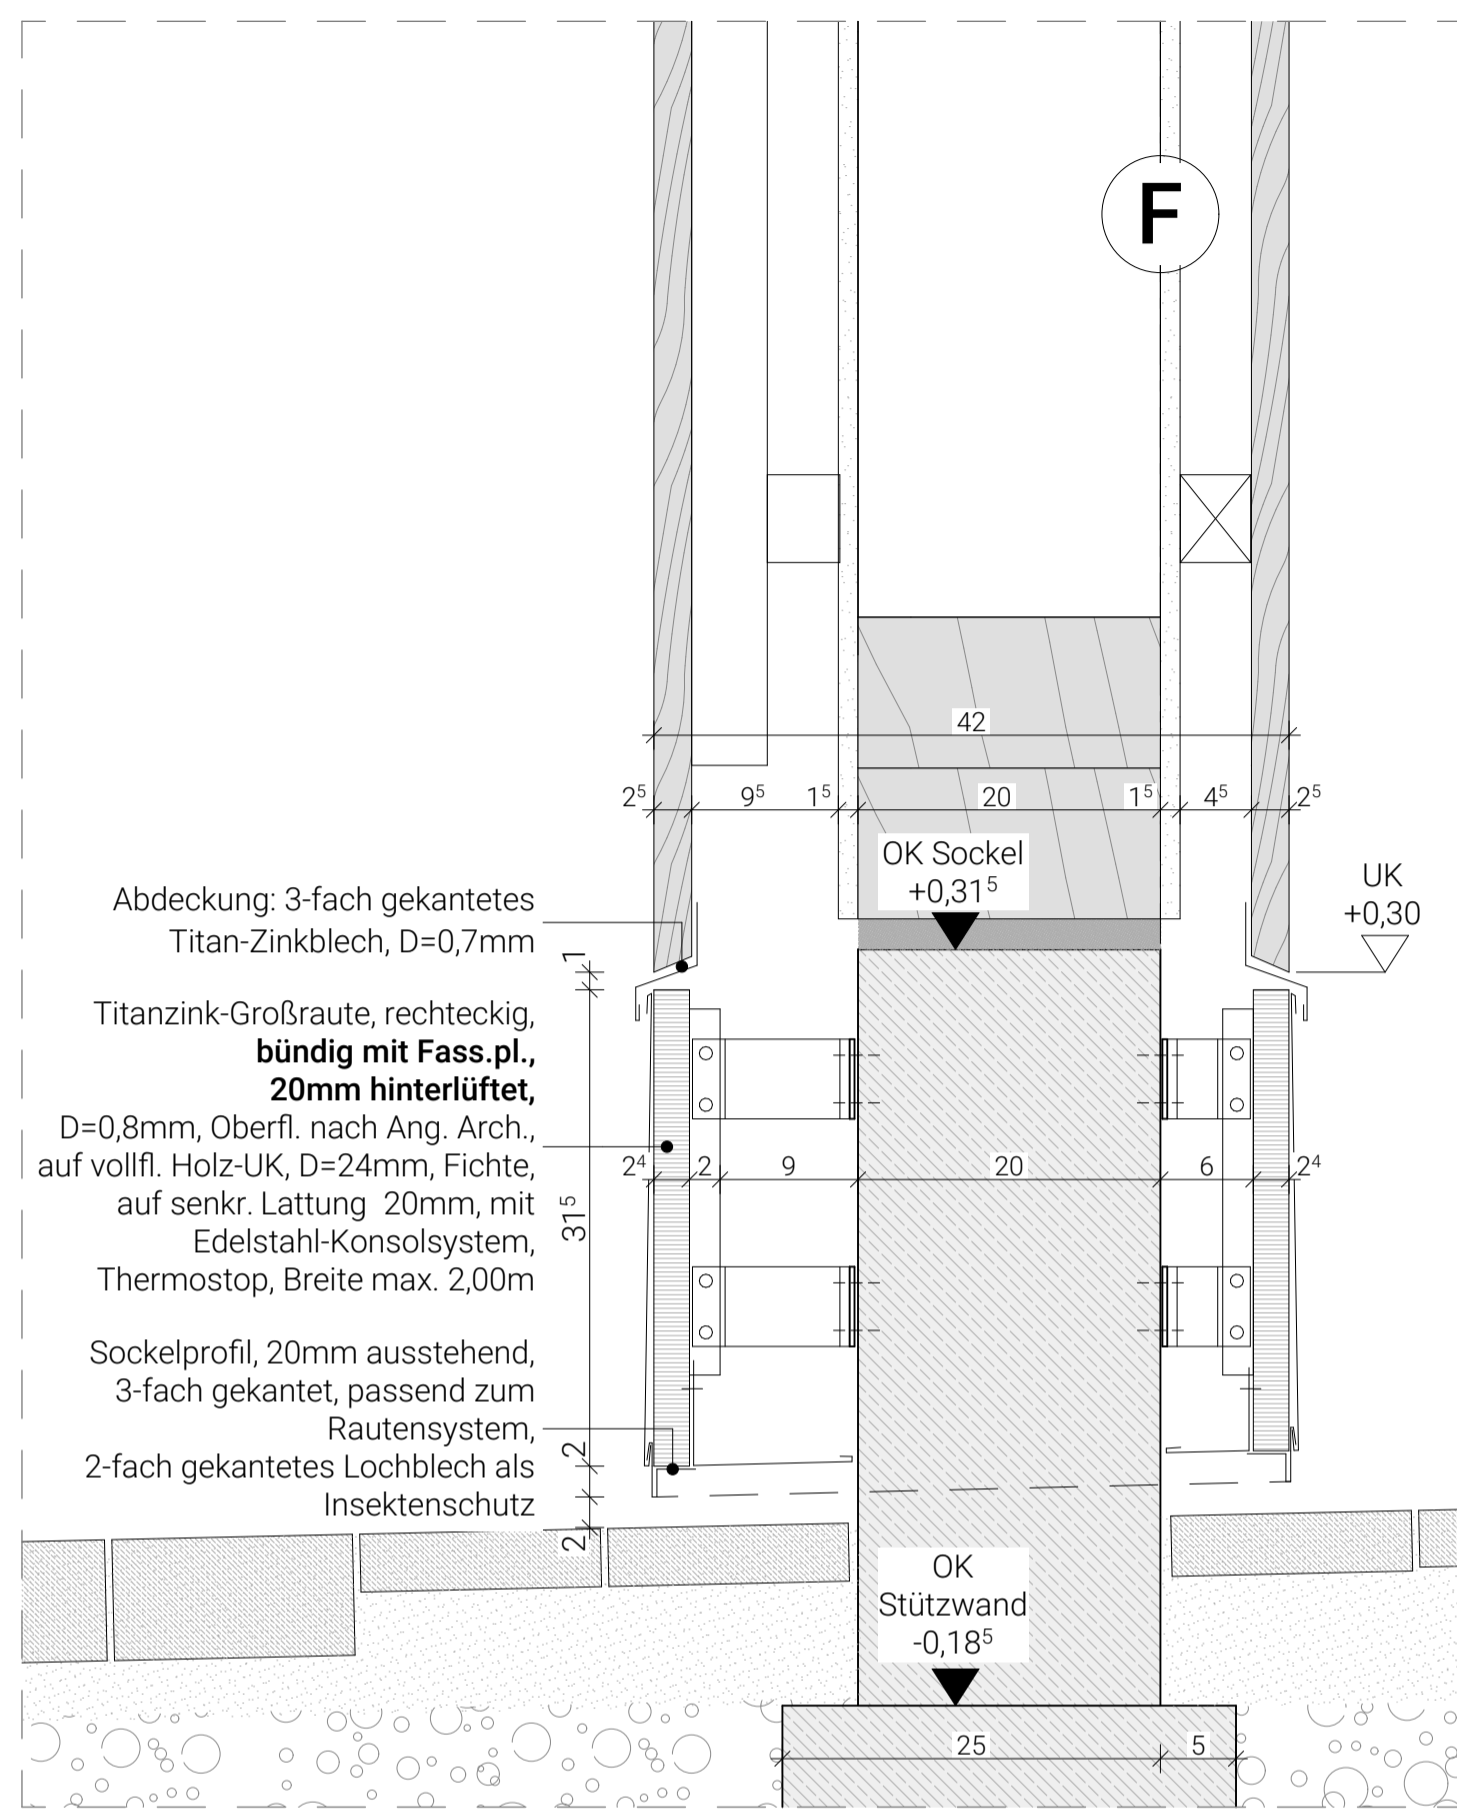 F
42
2⁵ 9⁵ 1⁵ 20 1⁵ 4⁵ 2⁵
OK Sockel
+0,31⁵
UK
+0,30
Abdeckung: 3-fach gekantetes
Titan-Zinkblech, D=0,7mm
1
Titanzink-Großraute, rechteckig,
bündig mit Fass.pl.,
20mm hinterlüftet,
D=0,8mm, Oberfl. nach Ang. Arch.,
auf vollfl. Holz-UK, D=24mm, Fichte,
auf senkr. Lattung 20mm, mit
Edelstahl-Konsolsystem,
Thermostop, Breite max. 2,00m
2⁴ 2 9 20 6 2⁴
31⁵
Sockelprofil, 20mm ausstehend,
3-fach gekantet, passend zum
Rautensystem,
2-fach gekantetes Lochblech als
Insektenschutz
2
2
OK
Stützwand
-0,18⁵
25 5